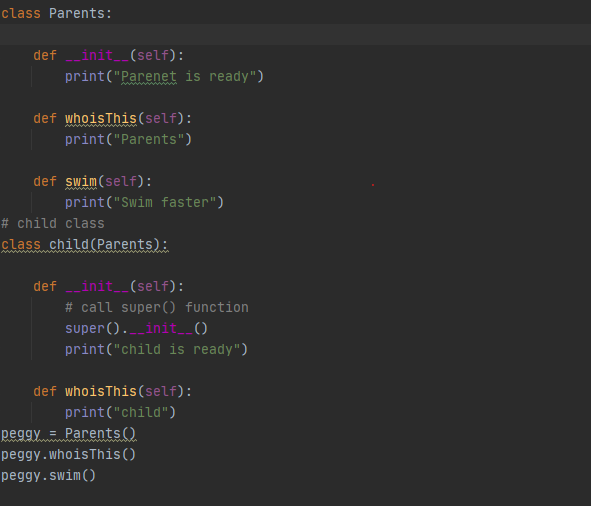 class Parents:
    def __init__(self):
        print("Parenet is ready")
    def whoisThis(self):
        print("Parents")
    def swim(self):
        print("Swim faster")
# child class
class child(Parents):
    def __init__(self):
        # call super() function
        super().__init__()
        print("child is ready")
    def whoisThis(self):
        print("child")
peggy = Parents()
peggy.whoisThis()
peggy.swim()